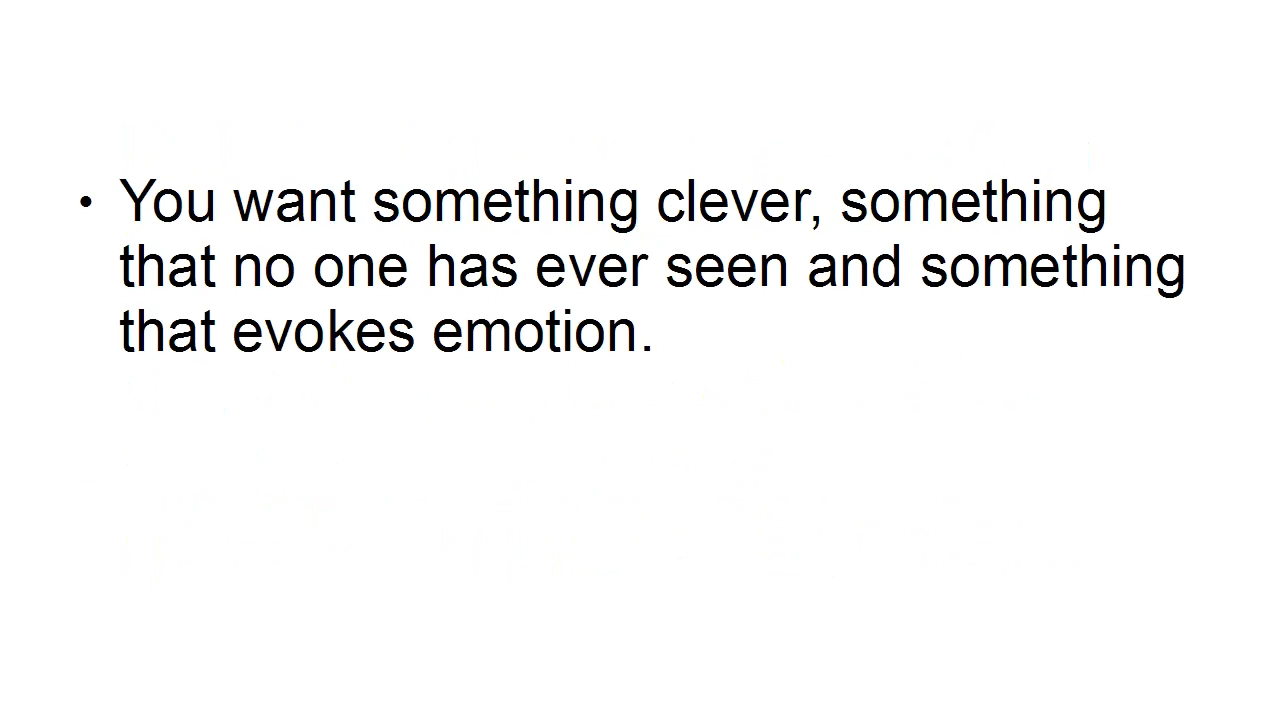 • You want something clever, something
that no one has ever seen and something
that evokes emotion.